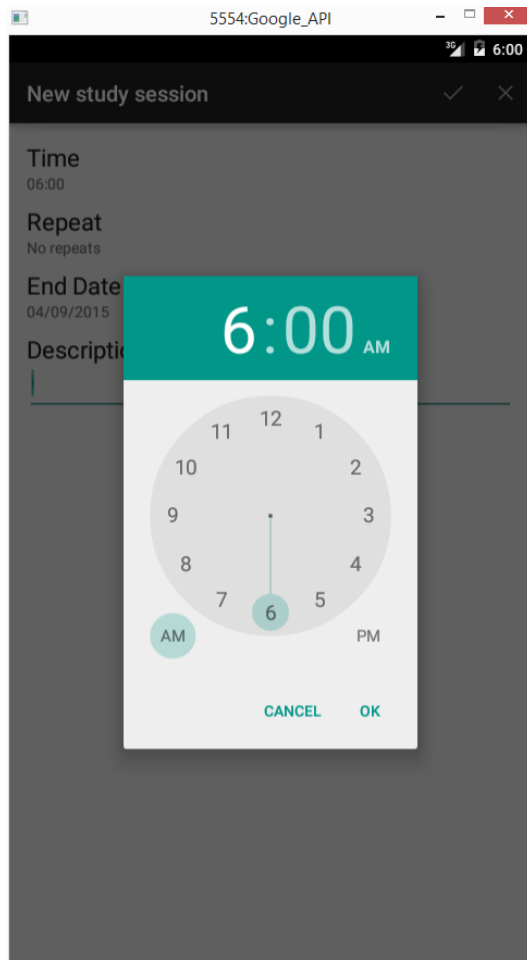 5554:Google_API
3G 6:00
New study session
Time
06:00
Repeat
No repeats
End Date
04/09/2015
Descripti
6:00 AM
12
11 1
10 2
9 3
8 4
7 5
6
AM PM
CANCEL OK